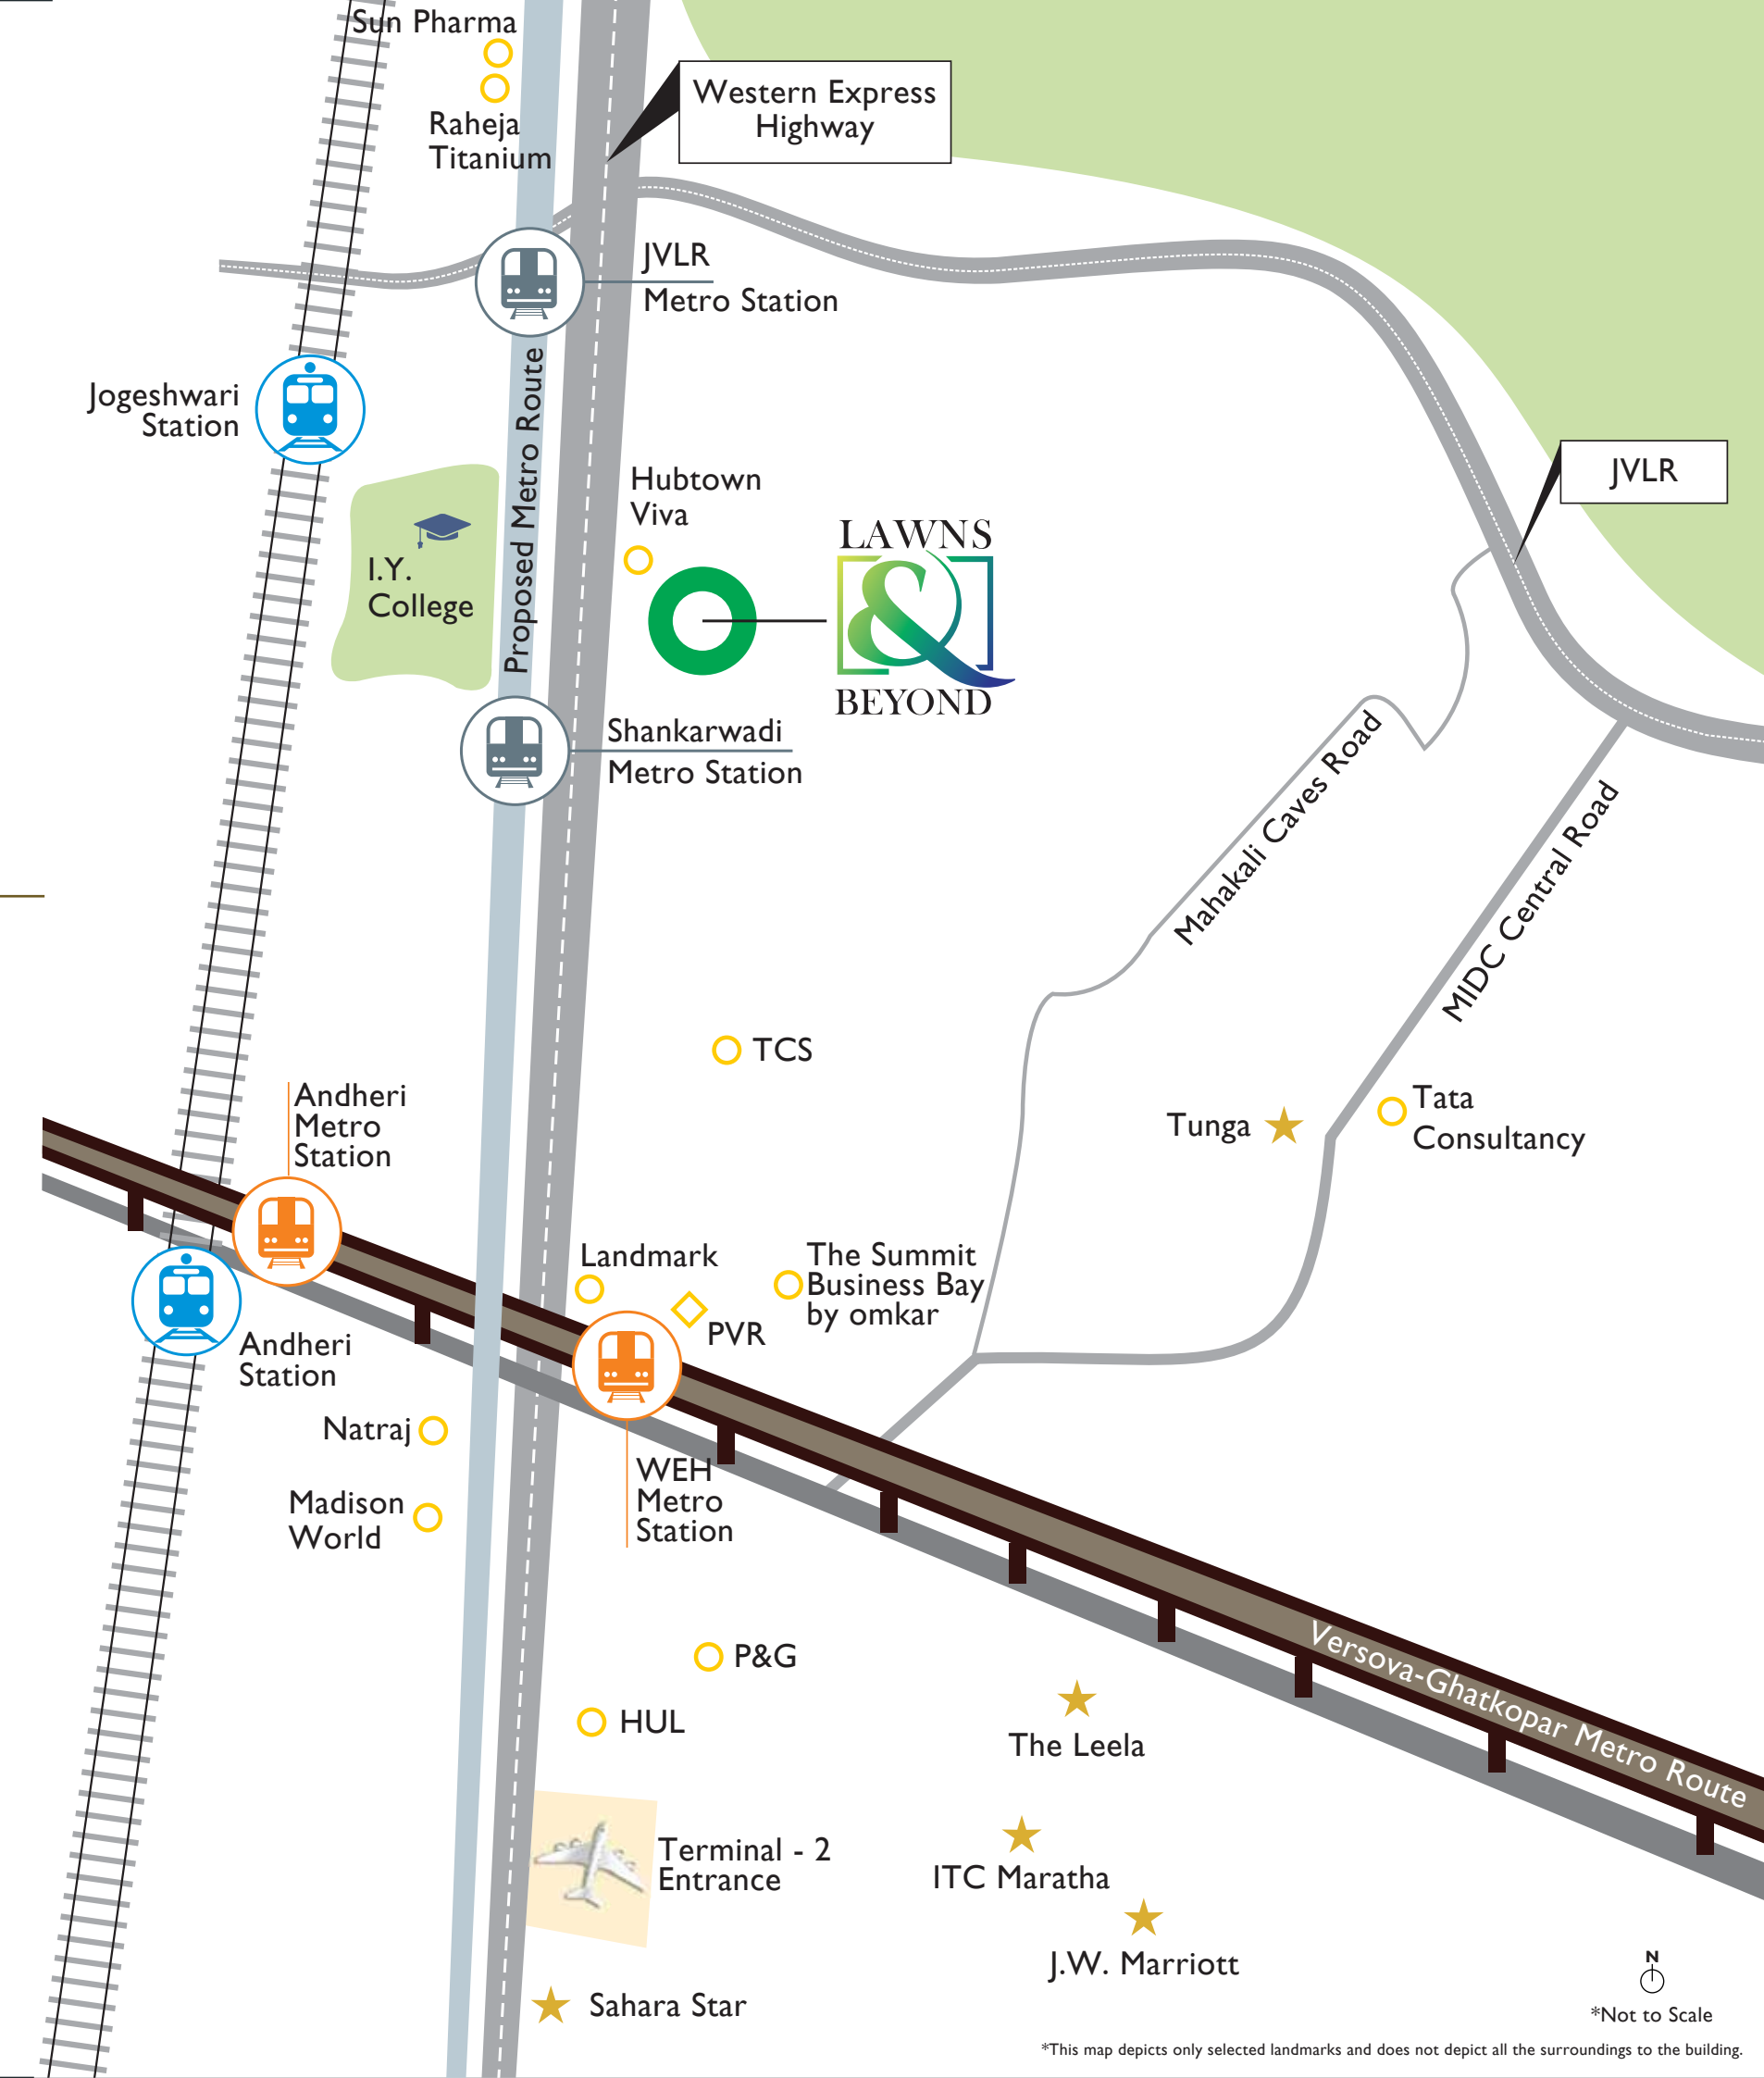 Sun Pharma
Raheja
Titanium
Western Express
Highway
JVLR
Metro Station
Jogeshwari
Station
Proposed Metro Route
JVLR
Hubtown
Viva
LAWNS
&
BEYOND
I.Y.
College
Shankarwadi
Metro Station
Mahakali Caves Road
MIDC Central Road
TCS
Andheri
Metro
Station
Tunga
Tata
Consultancy
Landmark
PVR
The Summit
Business Bay
by omkar
Andheri
Station
Natraj
WEH
Metro
Station
Madison
World
Versova-Ghatkopar Metro Route
P&G
HUL
The Leela
Terminal - 2
Entrance
ITC Maratha
J.W. Marriott
Sahara Star
N
*Not to Scale
*This map depicts only selected landmarks and does not depict all the surroundings to the building.